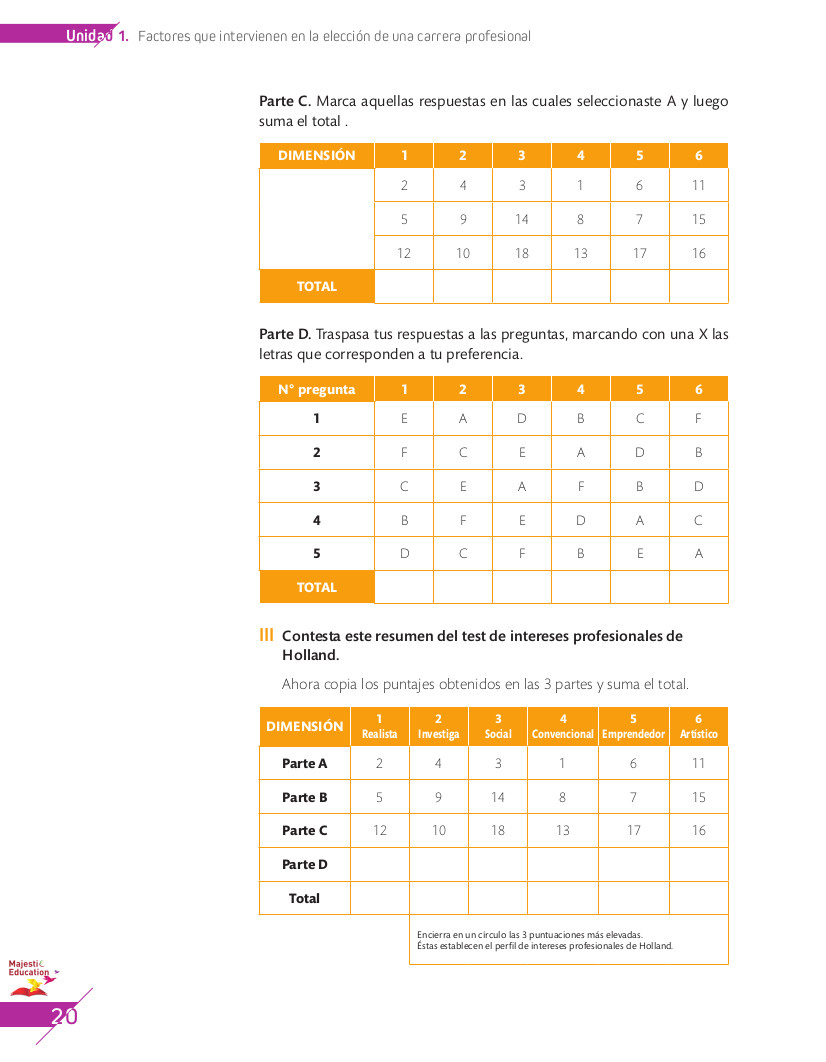 Unidad 1. Factores que intervienen en la elección de una carrera profesional
Parte C. Marca aquellas respuestas en las cuales seleccionaste A y luego
suma el total .
DIMENSIÓN 1 2 3 4 5 6
2 4 3 1 6 11
5 9 14 8 7 15
12 10 18 13 17 16
TOTAL
Parte D. Traspasa tus respuestas a las preguntas, marcando con una X las
letras que corresponden a tu preferencia.
N° pregunta 1 2 3 4 5 6
1 E A D B C F
2 F C E A D B
3 C E A F B D
4 B F E D A C
5 D C F B E A
TOTAL
III Contesta este resumen del test de intereses profesionales de
Holland.
Ahora copia los puntajes obtenidos en las 3 partes y suma el total.
DIMENSIÓN 1 2 3 4 5 6
Realista Investiga Social Convencional Emprendedor Artístico
Parte A 2 4 3 1 6 11
Parte B 5 9 14 8 7 15
Parte C 12 10 18 13 17 16
Parte D
Total
Encierra en un circulo las 3 puntuaciones más elevadas.
Éstas establecen el perfil de intereses profesionales de Holland.
Majestic
Education
20